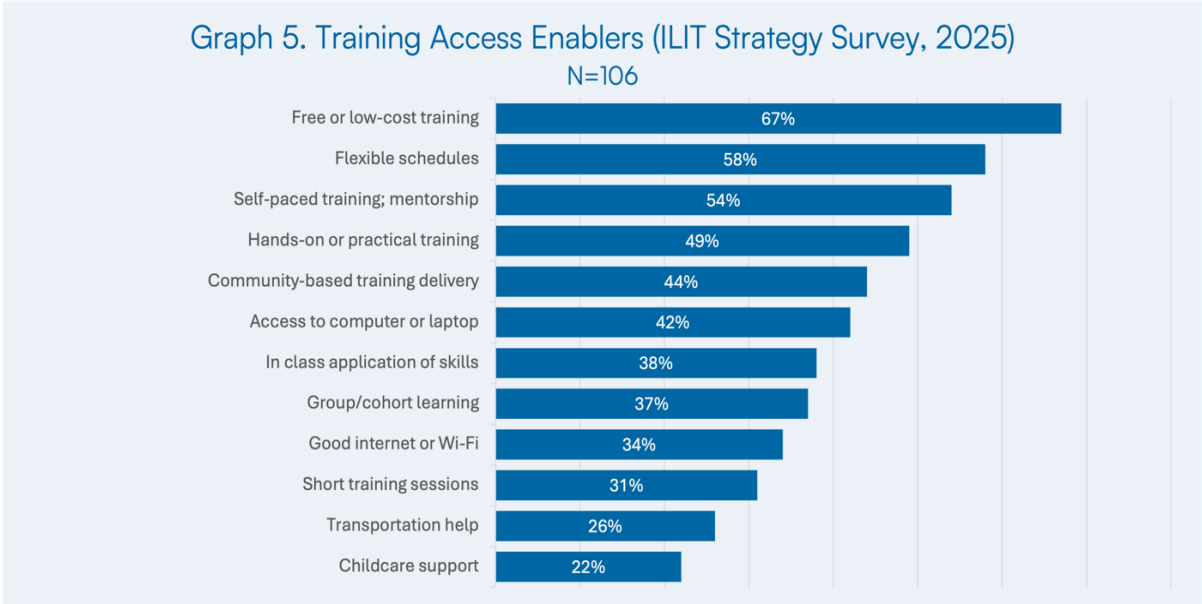 Graph 5. Training Access Enablers (ILIT Strategy Survey, 2025)
N=106
Free or low-cost training 67%
Flexible schedules 58%
Self-paced training; mentorship 54%
Hands-on or practical training 49%
Community-based training delivery 44%
Access to computer or laptop 42%
In class application of skills 38%
Group/cohort learning 37%
Good internet or Wi-Fi 34%
Short training sessions 31%
Transportation help 26%
Childcare support 22%